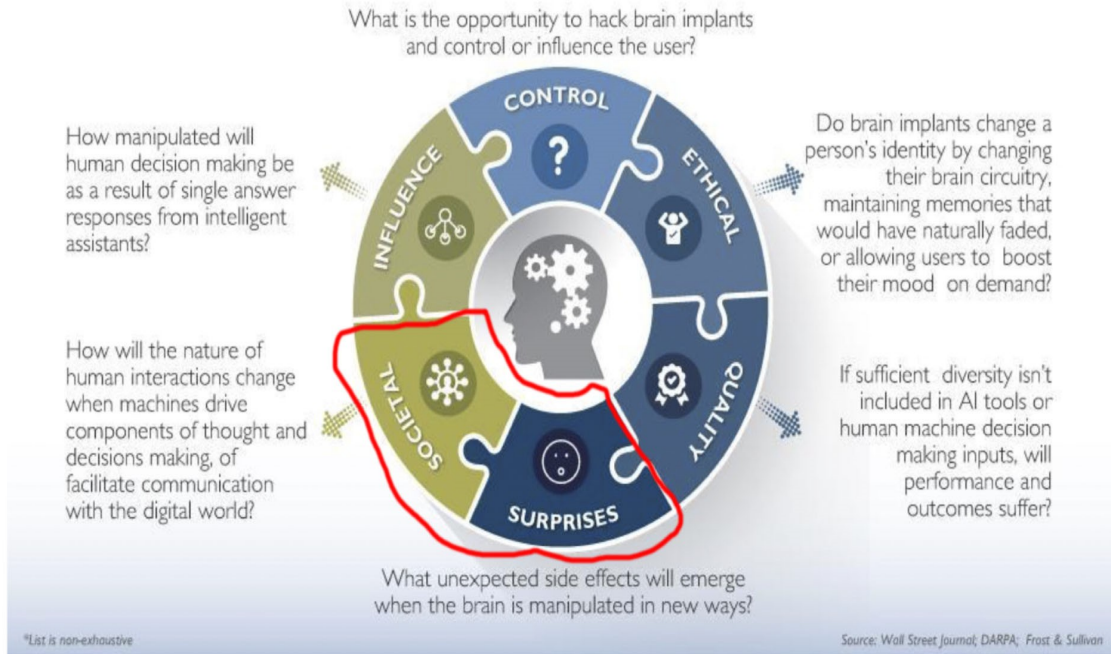 What is the opportunity to hack brain implants
and control or influence the user?
CONTROL
ETHICAL
Do brain implants change a
person's identity by changing
their brain circuitry,
maintaining memories that
would have naturally faded,
or allowing users to boost
their mood on demand?
QUALITY
If sufficient diversity isn't
included in AI tools or
human machine decision
making inputs, will
performance and
outcomes suffer?
SURPRISES
What unexpected side effects will emerge
when the brain is manipulated in new ways?
SOCIETAL
How will the nature of
human interactions change
when machines drive
components of thought and
decisions making, of
facilitate communication
with the digital world?
INFLUENCE
How manipulated will
human decision making be
as a result of single answer
responses from intelligent
assistants?
?
*List is non-exhaustive
Source: Wall Street Journal; DARPA; Frost & Sullivan